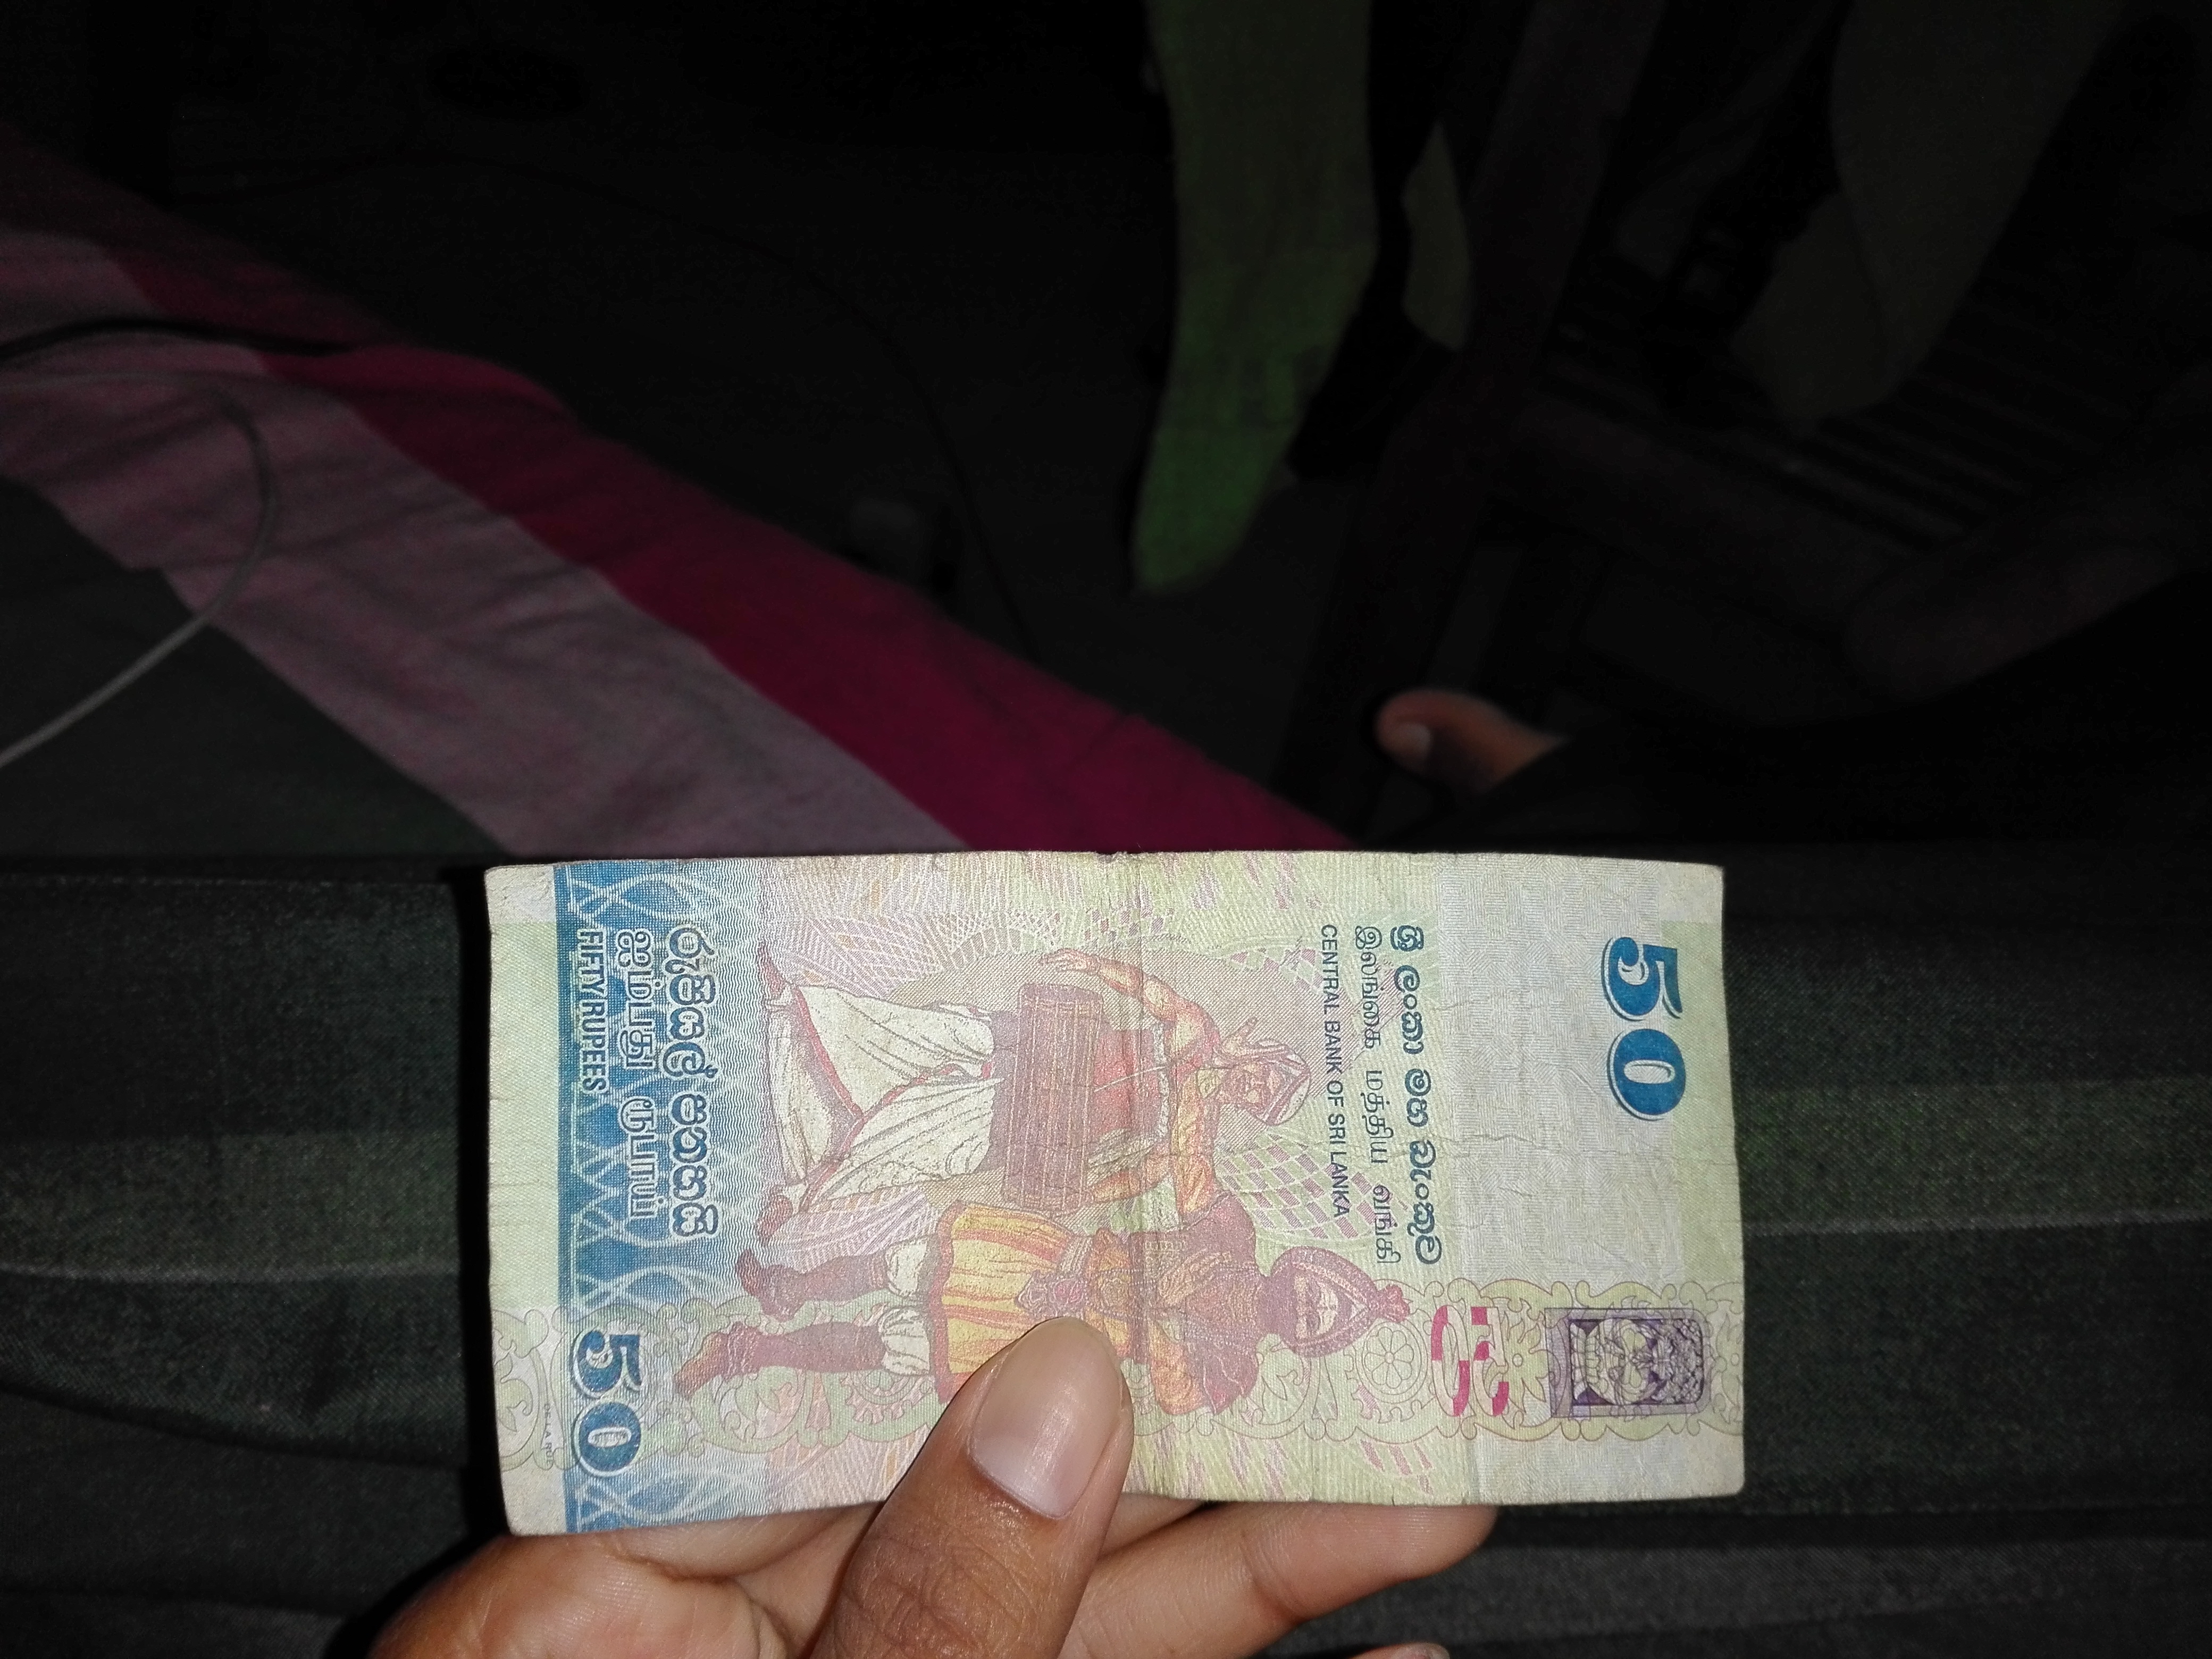 50
ශ්‍රී ලංකා මහ බැංකුව
இலங்கை மத்திய வங்கி
CENTRAL BANK OF SRI LANKA
රුපියල් පනහයි
ஐம்பது ரூபாய்
FIFTY RUPEES
50